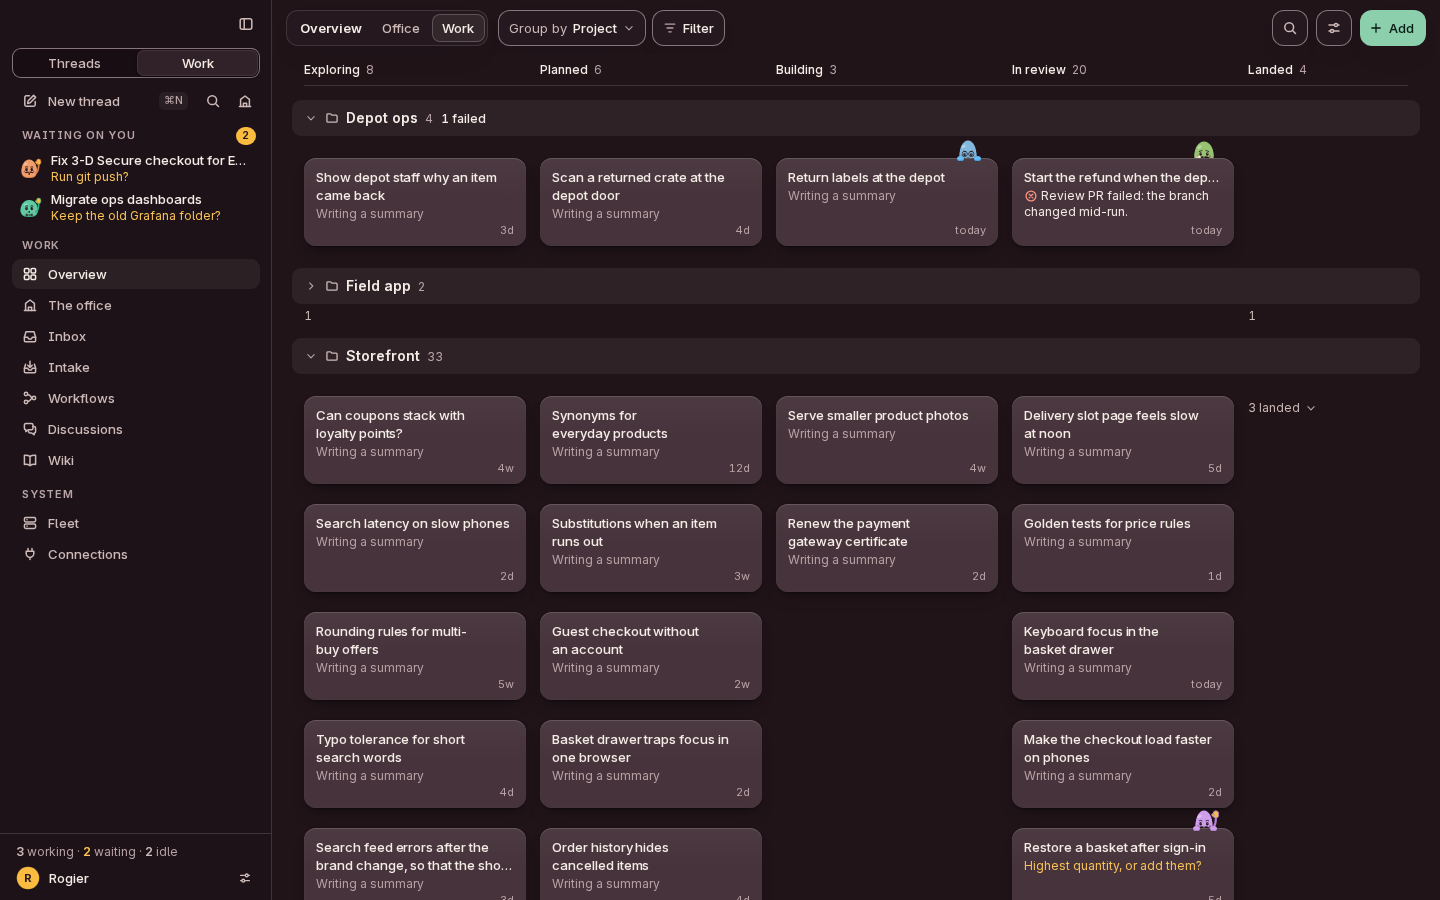 Threads
Work
New thread
⌘N
WAITING ON YOU
2
Fix 3-D Secure checkout for E…
Run git push?
Migrate ops dashboards
Keep the old Grafana folder?
WORK
Overview
The office
Inbox
Intake
Workflows
Discussions
Wiki
SYSTEM
Fleet
Connections
3 working · 2 waiting · 2 idle
R
Rogier
Overview
Office
Work
Group by Project
Filter
Add
Exploring 8
Planned 6
Building 3
In review 20
Landed 4
Depot ops 4 1 failed
Show depot staff why an item
came back
Writing a summary
3d
Scan a returned crate at the
depot door
Writing a summary
4d
Return labels at the depot
Writing a summary
today
Start the refund when the dep…
Review PR failed: the branch
changed mid-run.
today
Field app 2
1
1
Storefront 33
Can coupons stack with
loyalty points?
Writing a summary
4w
Synonyms for
everyday products
Writing a summary
12d
Serve smaller product photos
Writing a summary
4w
Delivery slot page feels slow
at noon
Writing a summary
5d
3 landed
Search latency on slow phones
Writing a summary
2d
Substitutions when an item
runs out
Writing a summary
3w
Renew the payment
gateway certificate
Writing a summary
2d
Golden tests for price rules
Writing a summary
1d
Rounding rules for multi-
buy offers
Writing a summary
5w
Guest checkout without
an account
Writing a summary
2w
Keyboard focus in the
basket drawer
Writing a summary
today
Typo tolerance for short
search words
Writing a summary
4d
Basket drawer traps focus in
one browser
Writing a summary
2d
Make the checkout load faster
on phones
Writing a summary
2d
Search feed errors after the
brand change, so that the sho…
Writing a summary
3d
Order history hides
cancelled items
Writing a summary
4d
Restore a basket after sign-in
Highest quantity, or add them?
5d